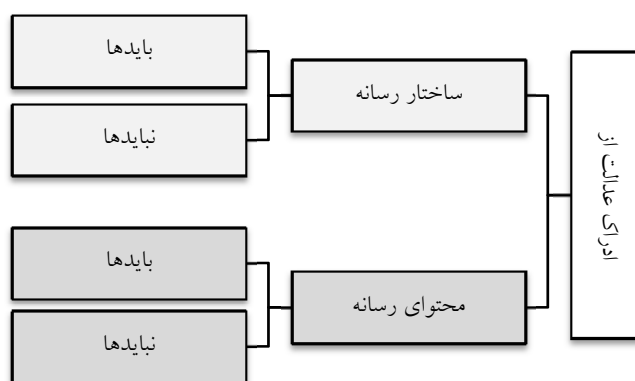 ادراک عدالت از
ساختار رسانه
بایدها
نبایدها
محتوای رسانه
بایدها
نبایدها